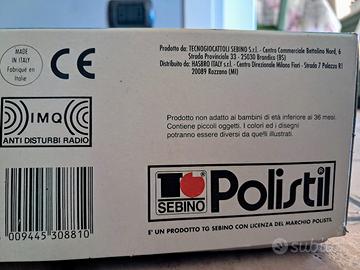 Prodotto da: TECNOGIOCATTOLI SEBINO S.r.l. - Centro Commerciale Bettolino Nord, 6
Strada Provinciale 33 - 25030 Brandico (BS)
Distribuito da: HASBRO ITALY S.r.l. - Centro Direzionale Milano Fiori - Strada 7 Palazzo R1
20089 Rozzano (MI)
MADE
IN ITALY
Fabriqué en
Italie
CE
IMQ
ANTI DISTURBI RADIO
Prodotto non adatto ai bambini di età inferiore ai 36 mesi.
Contiene piccoli oggetti. I colori ed i disegni
potranno essere diversi da quelli illustrati.
TG
SEBINO
Polistil
E' UN PRODOTTO TG SEBINO CON LICENZA DEL MARCHIO POLISTIL
009445 308810
subito